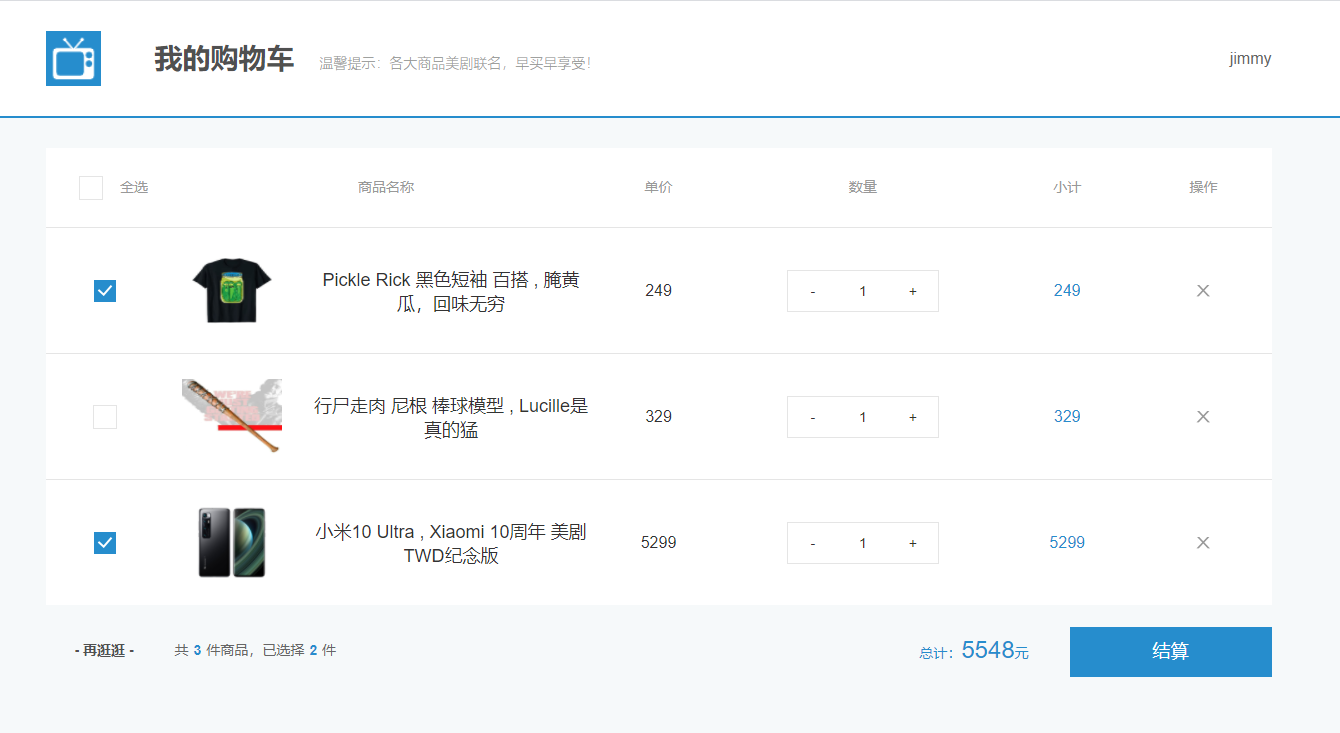 我的购物车 温馨提示：各大商品美剧联名，早买早享受！ jimmy
全选 商品名称 单价 数量 小计 操作
Pickle Rick 黑色短袖 百搭 , 腌黄
瓜，回味无穷
249 - 1 + 249
行尸走肉 尼根 棒球模型 , Lucille是
真的猛
329 - 1 + 329
小米10 Ultra , Xiaomi 10周年 美剧
TWD纪念版
5299 - 1 + 5299
- 再逛逛 - 共 3 件商品，已选择 2 件 总计：5548元 结算